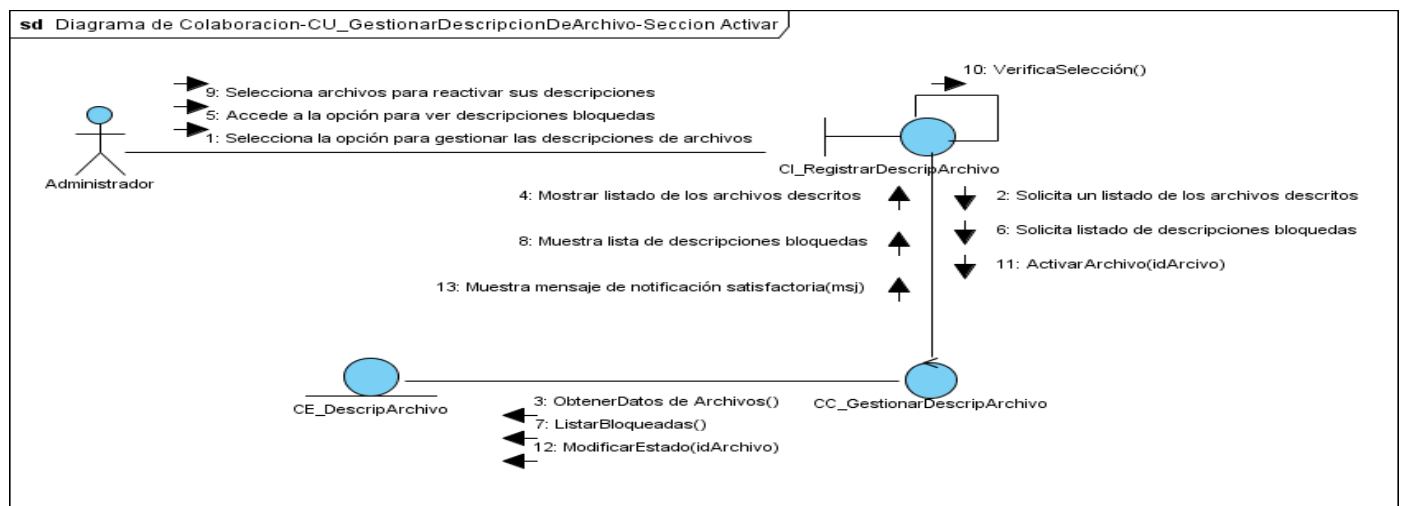 sd Diagrama de Colaboracion-CU_GestionarDescripcionDeArchivo-Seccion Activar
10: VerificaSelección()
9: Selecciona archivos para reactivar sus descripciones
5: Accede a la opción para ver descripciones bloquedas
1: Selecciona la opción para gestionar las descripciones de archivos
Administrador
CI_RegistrarDescripArchivo
4: Mostrar listado de los archivos descritos
2: Solicita un listado de los archivos descritos
8: Muestra lista de descripciones bloquedas
6: Solicita listado de descripciones bloquedas
11: ActivarArchivo(idArcivo)
13: Muestra mensaje de notificación satisfactoria(msj)
CE_DescripArchivo
3: ObtenerDatos de Archivos()
CC_GestionarDescripArchivo
7: ListarBloqueadas()
12: ModificarEstado(idArchivo)